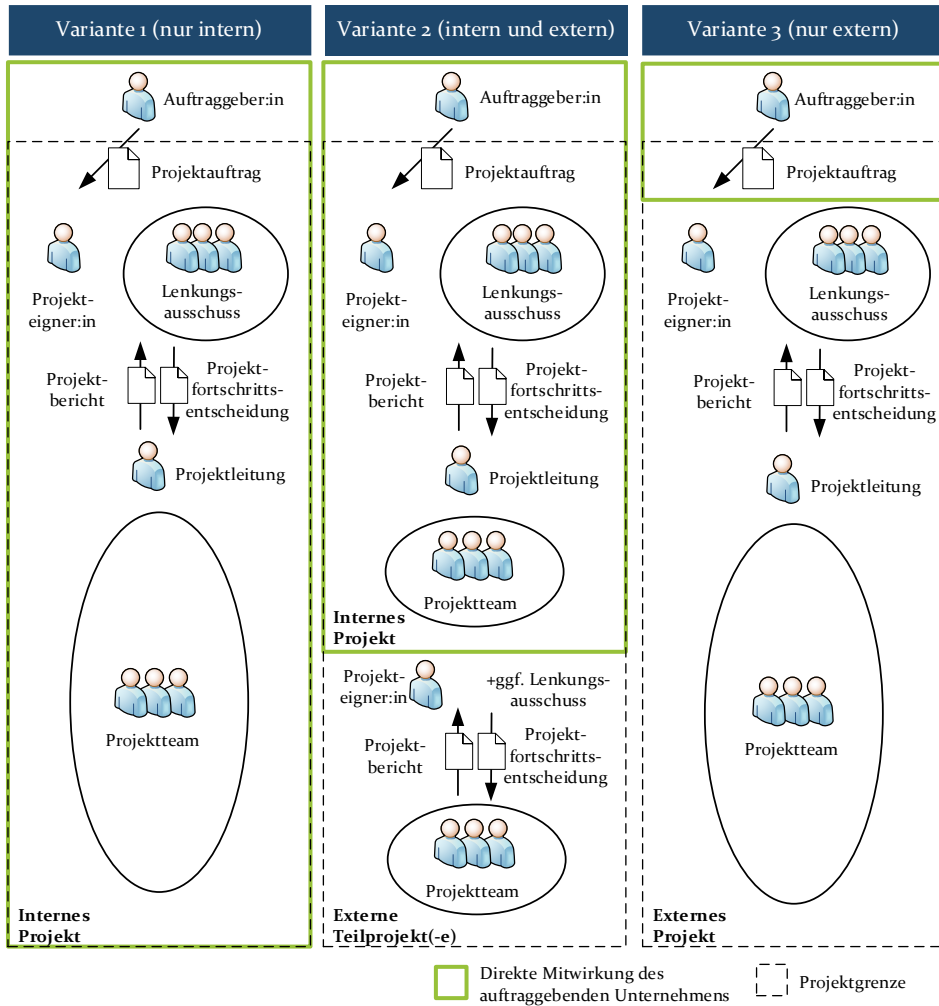 Variante 1 (nur intern)
Auftraggeber:in
Projektauftrag
Projekt-
eigner:in
Lenkungs-
ausschuss
Projekt-
bericht
Projekt-
fortschritts-
entscheidung
Projektleitung
Projektteam
Internes
Projekt
Variante 2 (intern und extern)
Auftraggeber:in
Projektauftrag
Projekt-
eigner:in
Lenkungs-
ausschuss
Projekt-
bericht
Projekt-
fortschritts-
entscheidung
Projektleitung
Projektteam
Internes
Projekt
Projekt-
eigner:in
+ggf. Lenkungs-
ausschuss
Projekt-
bericht
Projekt-
fortschritts-
entscheidung
Projektteam
Externe
Teilprojekt(-e)
Variante 3 (nur extern)
Auftraggeber:in
Projektauftrag
Projekt-
eigner:in
Lenkungs-
ausschuss
Projekt-
bericht
Projekt-
fortschritts-
entscheidung
Projektleitung
Projektteam
Externes
Projekt
Direkte Mitwirkung des
auftraggebenden Unternehmens
Projektgrenze